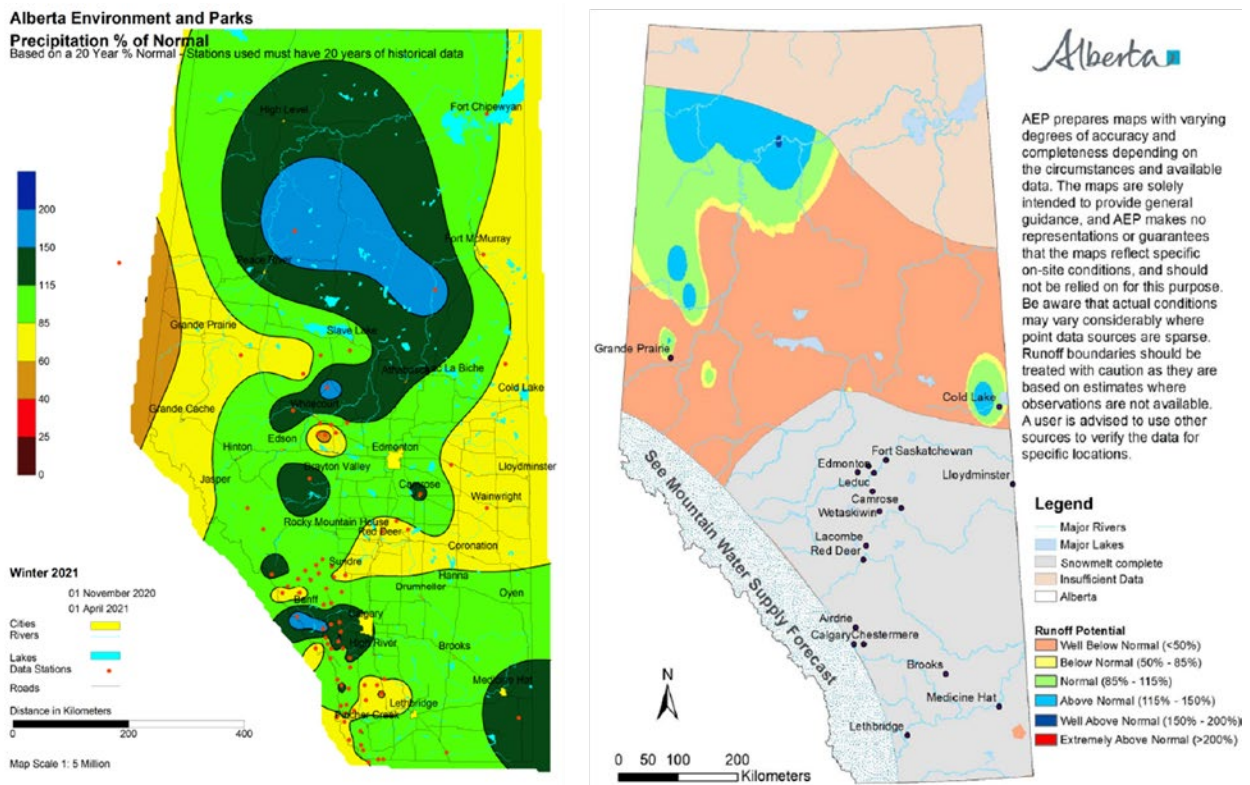 Alberta Environment and Parks
Precipitation % of Normal
Based on a 20 Year % Normal - Stations used must have 20 years of historical data
High Level
Fort Chipewyan
200
150
115
85
60
40
25
0
Fort McMurray
Peace River
Grande Prairie
Slave Lake
Athabasca
Lac La Biche
Cold Lake
Whitecourt
Grande Cache
Edson
Hinton
Edmonton
Drayton Valley
Lloydminster
Jasper
Camrose
Wainwright
Rocky Mountain House
Red Deer
Coronation
Sundre
Hanna
Drumheller
Oyen
Banff
Calgary
High River
Brooks
Medicine Hat
Lethbridge
Pincher Creek
Winter 2021
01 November 2020
01 April 2021
Cities
Rivers
Lakes
Data Stations
Roads
Distance in Kilometers
0 200 400
Map Scale 1: 5 Million
Grande Prairie
Cold Lake
Fort Saskatchewan
Edmonton
Lloydminster
Leduc
Camrose
Wetaskiwin
Lacombe
Red Deer
See Mountain Water Supply Forecast
Airdrie
Calgary Chestermere
Brooks
Medicine Hat
Lethbridge
N
0 50 100 200
Kilometers
Alberta
AEP prepares maps with varying
degrees of accuracy and
completeness depending on
the circumstances and available
data. The maps are solely
intended to provide general
guidance, and AEP makes no
representations or guarantees
that the maps reflect specific
on-site conditions, and should
not be relied on for this purpose.
Be aware that actual conditions
may vary considerably where
point data sources are sparse.
Runoff boundaries should be
treated with caution as they are
based on estimates where
observations are not available.
A user is advised to use other
sources to verify the data for
specific locations.
Legend
Major Rivers
Major Lakes
Snowmelt complete
Insufficient Data
Alberta
Runoff Potential
Well Below Normal (<50%)
Below Normal (50% - 85%)
Normal (85% - 115%)
Above Normal (115% - 150%)
Well Above Normal (150% - 200%)
Extremely Above Normal (>200%)